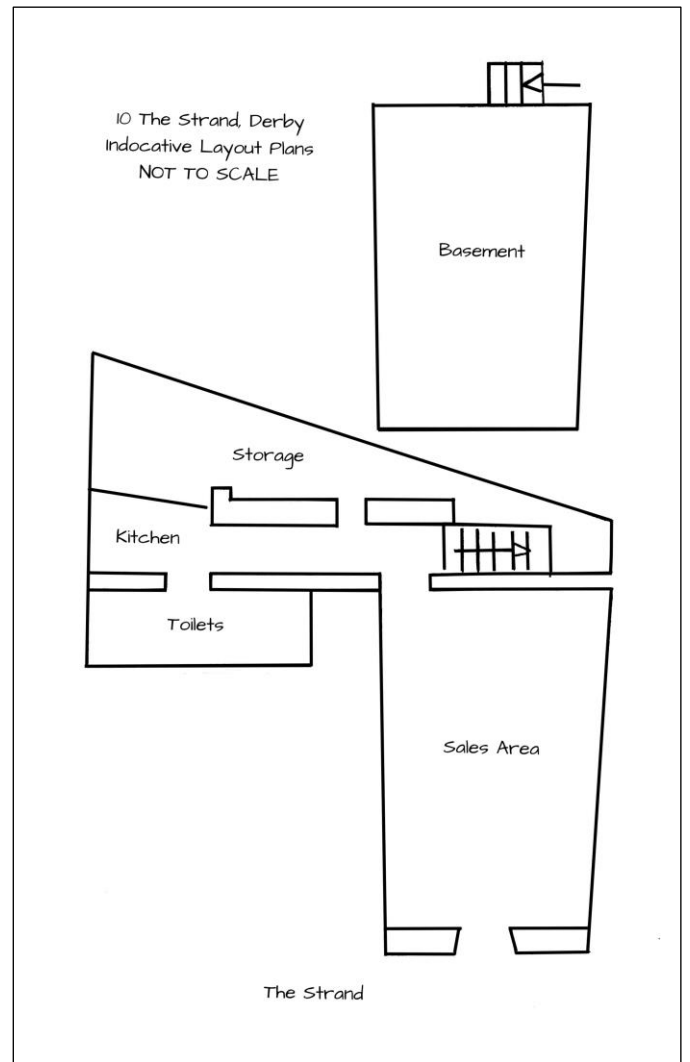 10 The Strand, Derby
Indocative Layout Plans
NOT TO SCALE
Basement
Storage
Kitchen
Toilets
Sales Area
The Strand